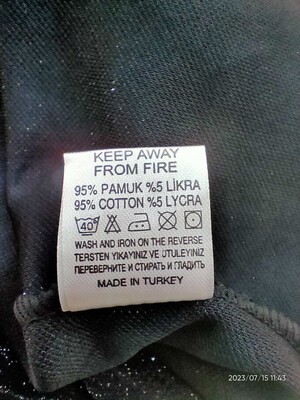 KEEP AWAY
FROM FIRE
95% PAMUK %5 LİKRA
95% COTTON %5 LYCRA
40°
WASH AND IRON ON THE REVERSE
TERSTEN YIKAYINIZ VE ÜTÜLEYİNİZ
ПЕРЕВЕРНИТЕ И СТИРАТЬ И ГЛАДИТЬ
MADE IN TURKEY
2023/07/15 11:43